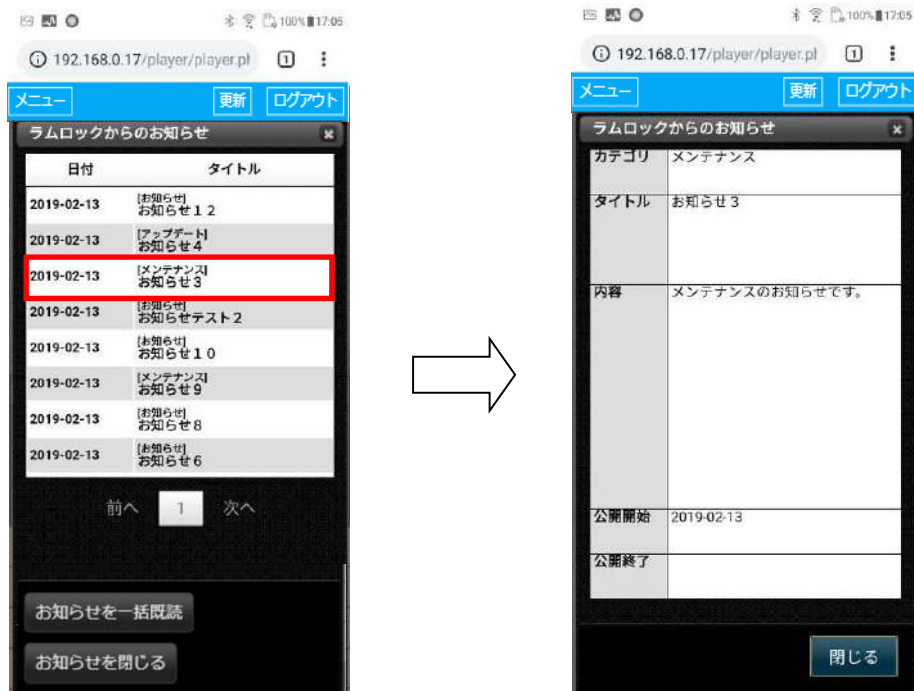 100% 17:05
192.168.0.17/player/player.pl
1
メニュー 更新 ログアウト
ラムロックからのお知らせ
日付 タイトル
2019-02-13 [お知らせ]
お知らせ１２
2019-02-13 [アップデート]
お知らせ４
2019-02-13 [メンテナンス]
お知らせ３
2019-02-13 [お知らせ]
お知らせテスト２
2019-02-13 [お知らせ]
お知らせ１０
2019-02-13 [メンテナンス]
お知らせ９
2019-02-13 [お知らせ]
お知らせ８
2019-02-13 [お知らせ]
お知らせ６
前へ 1 次へ
お知らせを一括既読
お知らせを閉じる
100% 17:05
192.168.0.17/player/player.pl
1
メニュー 更新 ログアウト
ラムロックからのお知らせ
カテゴリ メンテナンス
タイトル お知らせ３
内容 メンテナンスのお知らせです。
公開開始 2019-02-13
公開終了
閉じる